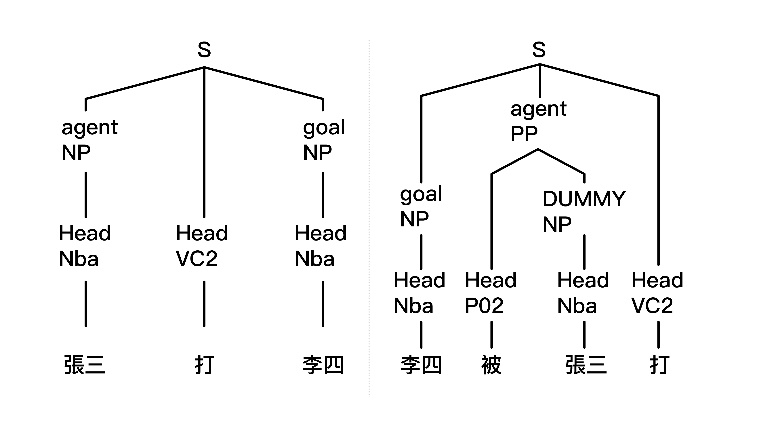 S
agent
NP
goal
NP
Head
Nba
Head
VC2
Head
Nba
張三
打
李四
S
agent
PP
goal
NP
DUMMY
NP
Head
Nba
Head
P02
Head
Nba
Head
VC2
李四
被
張三
打